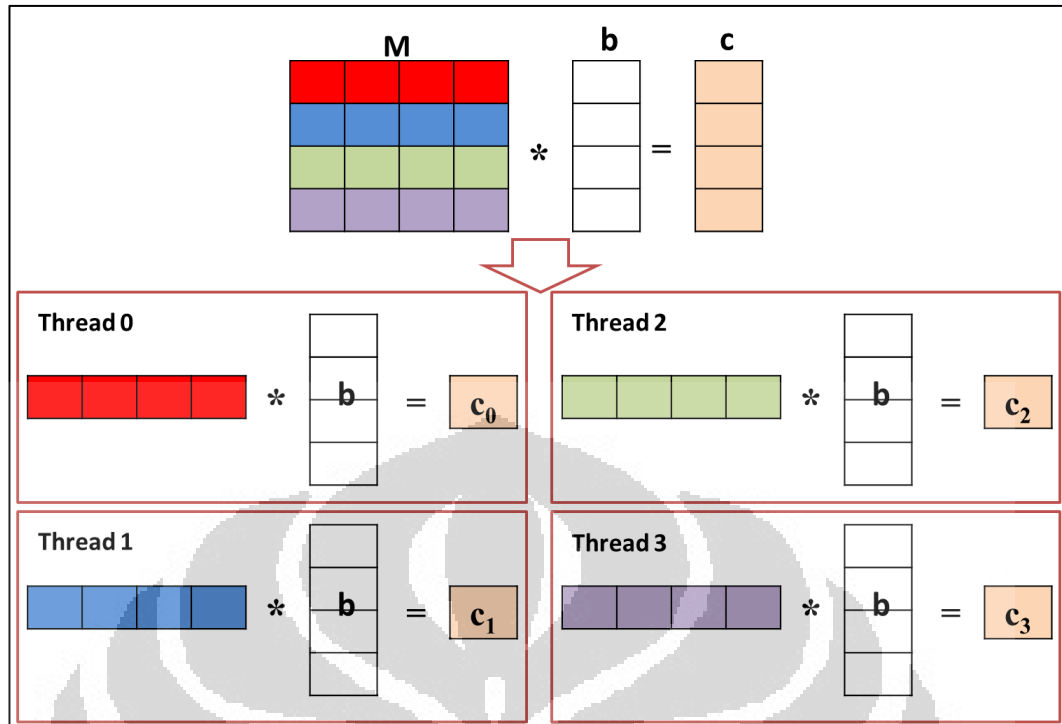 M b c
* =
Thread 0
* b = c₀
Thread 2
* b = c₂
Thread 1
* b = c₁
Thread 3
* b = c₃